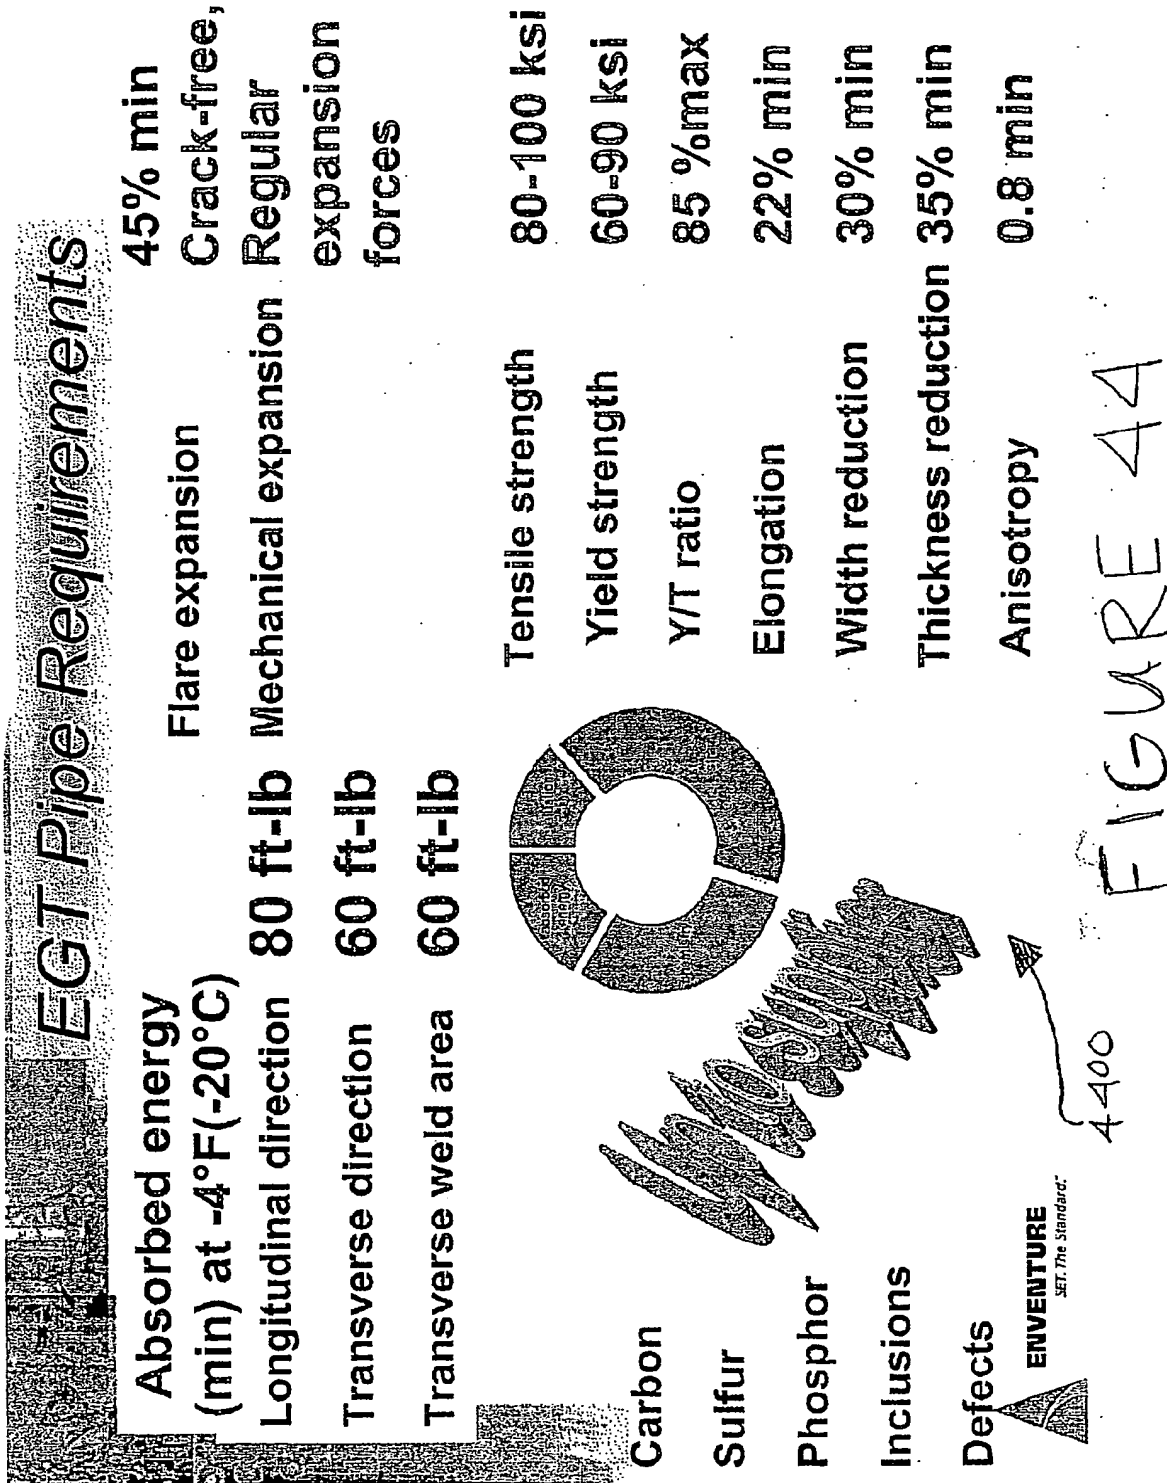 EGT Pipe Requirements
Absorbed energy
(min) at -4°F(-20°C)
Longitudinal direction 80 ft-lb
Transverse direction 60 ft-lb
Transverse weld area 60 ft-lb
Flare expansion 45% min
Mechanical expansion Crack-free,
Regular
expansion
forces
Tensile strength 80-100 ksi
Yield strength 60-90 ksi
Y/T ratio 85 %max
Elongation 22% min
Width reduction 30% min
Thickness reduction 35% min
Anisotropy 0.8 min
Carbon
Sulfur
Phosphor
Inclusions
Defects
ENVENTURE
SET. The Standard.
4400
FIGURE 44